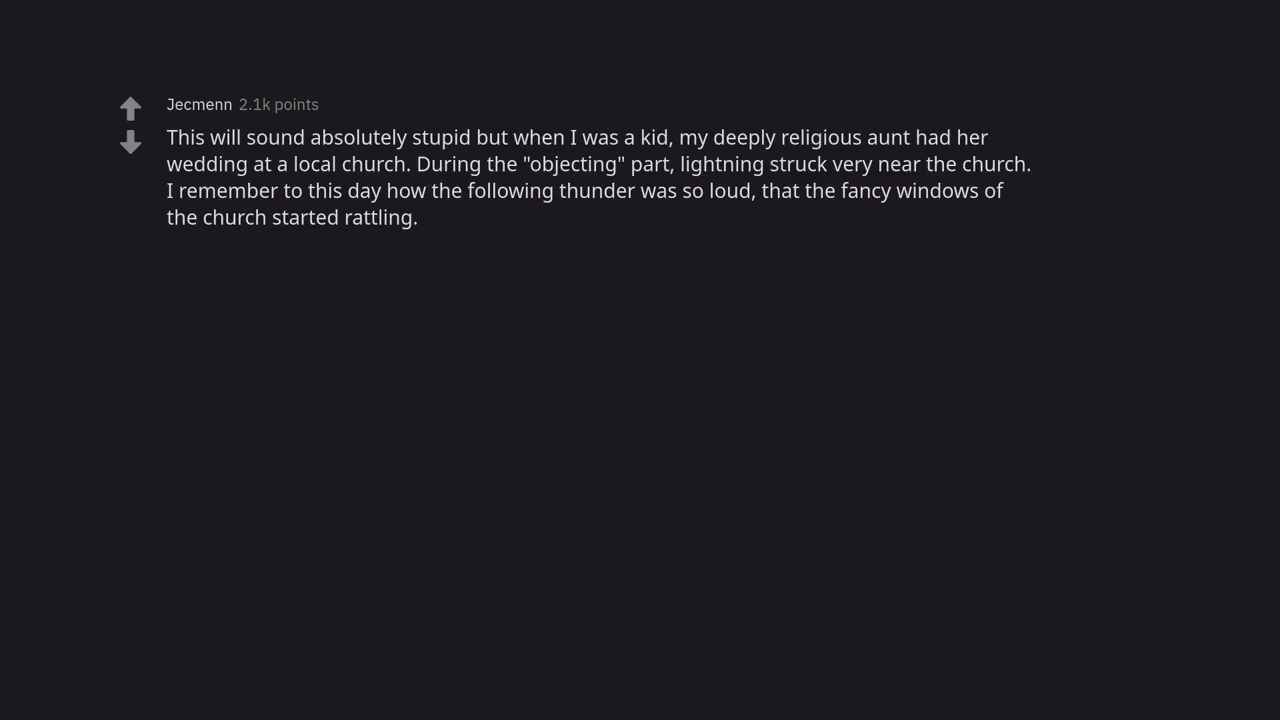 Jecmenn 2.1k points
This will sound absolutely stupid but when I was a kid, my deeply religious aunt had her
wedding at a local church. During the "objecting" part, lightning struck very near the church.
I remember to this day how the following thunder was so loud, that the fancy windows of
the church started rattling.